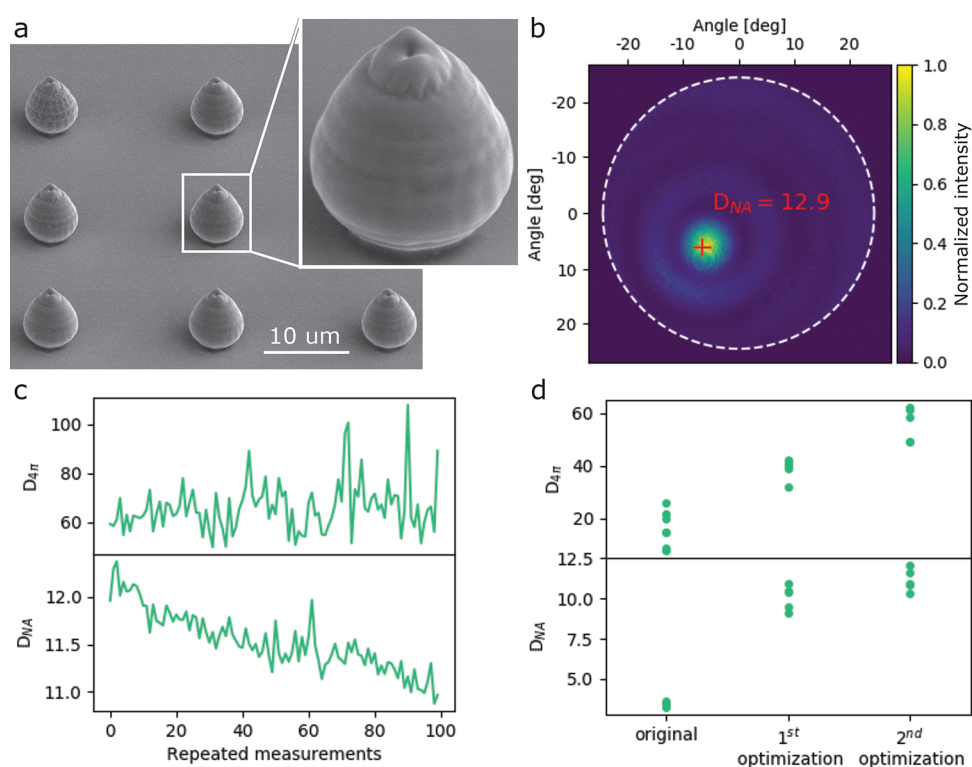 a
10 um
b
Angle [deg]
-20 -10 0 20
Angle [deg]
-20
-10
0
10
20
D_NA = 12.9
1.0
0.8
0.6
0.4
0.2
0.0
Normalized intensity
c
D_4π
100
80
60
D_NA
12.0
11.5
11.0
0 20 40 60 80 100
Repeated measurements
d
D_4π
60
40
20
D_NA
12.5
10.0
7.5
5.0
original 1^st optimization 2^nd optimization